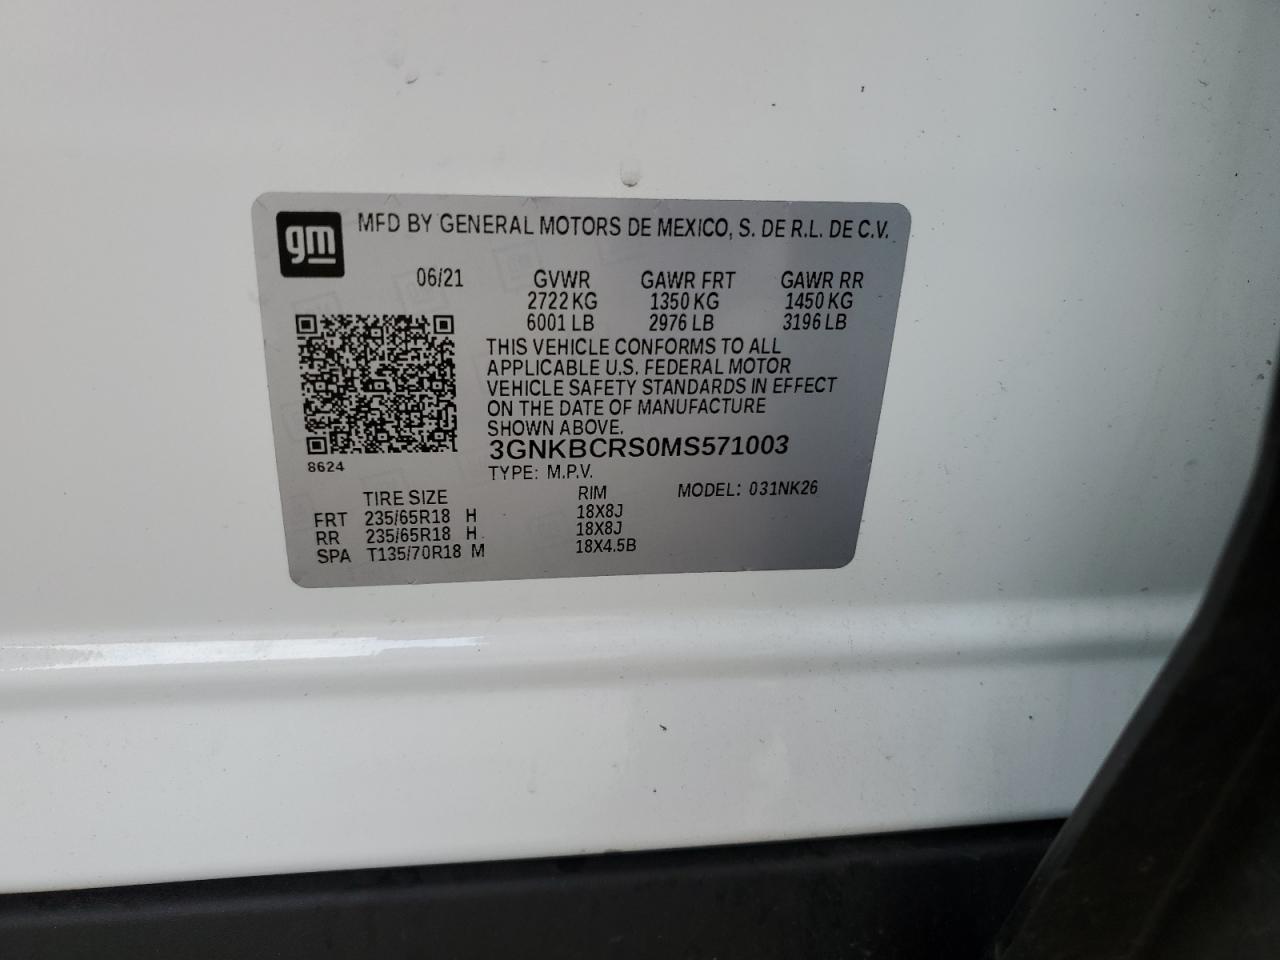 gm
MFD BY GENERAL MOTORS DE MEXICO, S. DE R.L. DE C.V.
06/21 GVWR GAWR FRT GAWR RR
2722 KG 1350 KG 1450 KG
6001 LB 2976 LB 3196 LB
THIS VEHICLE CONFORMS TO ALL
APPLICABLE U.S. FEDERAL MOTOR
VEHICLE SAFETY STANDARDS IN EFFECT
ON THE DATE OF MANUFACTURE
SHOWN ABOVE.
3GNKBCRS0MS571003
8624
TYPE: M.P.V.
TIRE SIZE RIM MODEL: 031NK26
FRT 235/65R18 H 18X8J
RR 235/65R18 H 18X8J
SPA T135/70R18 M 18X4.5B